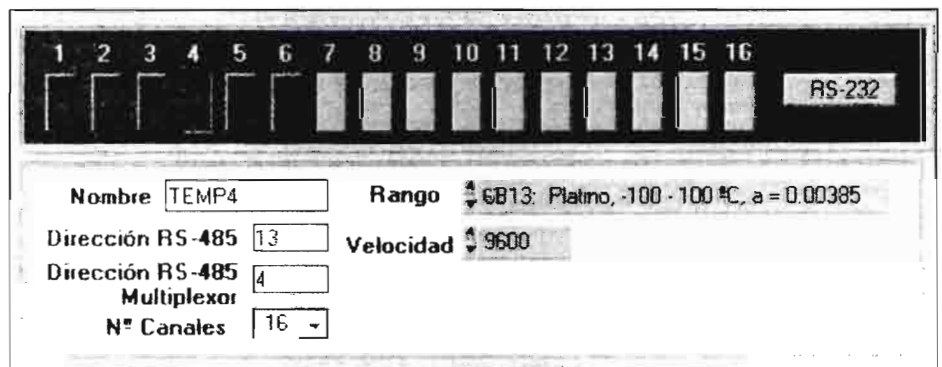 1 2 3 4 5 6 7 8 9 10 11 12 13 14 15 16
RS-232
Nombre TEMP4
Rango 6B13: Platino, -100 - 100 ºC, a = 0.00385
Dirección RS-485 13
Velocidad 9600
Dirección RS-485
Multiplexor 4
Nº Canales 16